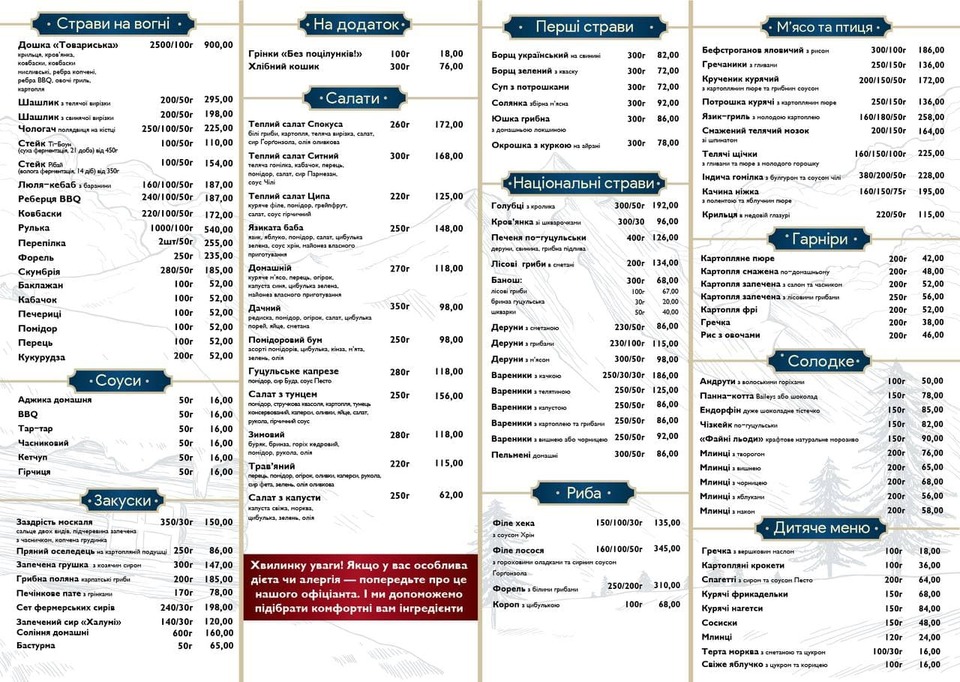 Страви на вогні
Дошка «Товариська» 2500/100г 900,00
крильця, кров'янка,
ковбаски, ковбаски
мисливські, ребра копчені,
ребра BBQ, овочі гриль,
картопля
Шашлик з телячої вирізки 200/50г 295,00
Шашлик з свинячої вирізки 200/50г 198,00
Чологач полядвиця на кістці 250/100/50г 225,00
Стейк Ті-Боун 100/50г 110,00
(суха ферментація, 21 доба) від 450г
Стейк Рібай 100/50г 154,00
(волога ферментація, 14 діб) від 350г
Люля-кебаб з баранини 160/100/50г 187,00
Реберця BBQ 240/100/50г 187,00
Ковбаски 220/100/50г 172,00
Рулька 1000/100г 540,00
Перепілка 2шт/50г 255,00
Форель 250г 235,00
Скумбрія 280/50г 185,00
Баклажан 100г 52,00
Кабачок 100г 52,00
Печериці 100г 52,00
Помідор 100г 52,00
Перець 100г 52,00
Кукурудза 200г 52,00
Соуси
Аджика домашня 50г 16,00
BBQ 50г 16,00
Тар-тар 50г 16,00
Часниковий 50г 16,00
Кетчуп 50г 16,00
Гірчиця 50г 16,00
Закуски
Заздрість москаля 350/30г 150,00
сальце двох видів, підчеревина запечена
з часничком, копчена грудинка
Пряний оселедець на картопляній подушці 250г 86,00
Запечена грушка з козячим сиром 300г 147,00
Грибна поляна карпатські гриби 200г 185,00
Печінкове пате з грінками 170г 78,00
Сет фермерських сирів 240/30г 198,00
Запечений сир «Халумі» 140/30г 120,00
Соління домашні 600г 160,00
Бастурма 50г 65,00
На додаток
Грінки «Без поцілунків!» 100г 18,00
Хлібний кошик 300г 76,00
Салати
Теплий салат Спокуса 260г 172,00
білі гриби, картопля, теляча вирізка, салат,
сир Ґорґонзола, олія оливкова
Теплий салат Ситний 300г 168,00
теляча гонілка, кабачок, перець,
помідор, салат, сир Пармезан,
соус Чілі
Теплий салат Ципа 220г 125,00
куряче філе, помідор, грейпфрут,
салат, соус гірчичний
Язиката баба 250г 148,00
язик, яблуко, помідор, салат, цибулька
зелена, соус хрін, майонез власного
приготування
Домашній 270г 118,00
куряче м'ясо, перець, огірок,
капуста синя, цибулька зелена,
майонез власного приготування
Дачний 350г 98,00
редиска, помідор, огірок, салат, цибулька
порей, яйце, сметана
Помідоровий бум 250г 98,00
асорті помідорів, цибулька, кінза, м'ята,
зелень, олія
Гуцульське капрезе 280г 118,00
помідор, сир Буда, соус Песто
Салат з тунцем 250г 156,00
помідор, стручкова квасоля, картопля, тунець
консервований, каперси, оливки, яйце, салат,
рукола, гірчичний соус
Зимовий 280г 118,00
буряк, бринза, горіх кедровий,
помідор, рукола, олія
Трав'яний 220г 115,00
перець, помідор, огірок, оливки, каперси, рукола,
сир фета, зелень, олія оливкова
Салат з капусти 250г 62,00
капуста свіжа, морква,
цибулька, зелень, олія
Хвилинку уваги! Якщо у вас особлива
дієта чи алергія — попередьте про це
нашого офіціанта. І ми допоможемо
підібрати комфортні вам інгредієнти
Перші страви
Борщ український на свинині 300г 82,00
Борщ зелений з кваску 300г 72,00
Суп з потрошками 300г 72,00
Солянка збірна м'ясна 300г 92,00
Юшка грибна 300г 86,00
з домашньою локшиною
Окрошка з куркою на айрані 300г 78,00
Національні страви
Голубці з кролика 300/50г 192,00
Кров'янка зі шкварочками 300/30 96,00
Печеня по-гуцульськи 400г 126,00
деруни, свинина, грибна підлива
Лісові гриби в сметані 200г 134,00
Банош: 300г 68,00
лісові гриби 100г 67,00
бринза гуцульська 30г 20,00
шкварки 50г 40,00
Деруни з сметаною 230/50г 86,00
Деруни з грибами 230/100г 115,00
Деруни з м'ясом 300/50г 98,00
Вареники з качкою 250/30/30г 186,00
Вареники з телятиною 250/50/50г 125,00
Вареники з капустою 250/50г 86,00
Вареники з картоплею та грибами 250/50г 86,00
Вареники з вишнею або чорницею 250/50г 92,00
Пельмені домашні 300/50г 86,00
Риба
Філе хека 150/100/30г 135,00
з соусом Хрін
Філе лосося 160/100/50г 345,00
з гороховими оладками та сирним соусом
Ґорґонзола
Форель з білими грибами 250/200г 310,00
Короп з цибулькою 100г 68,00
М'ясо та птиця
Бефстроганов яловичий з рисом 300/100г 186,00
Гречаники з гливами 250/150г 136,00
Крученик курячий 200/150/50г 172,00
з картопляним пюре та грибним соусом
Потрошка курячі з картопляним пюре 250/150г 136,00
Язик-гриль з молодою картоплею 160/180/50г 258,00
Смажений телячий мозок 200/150г 164,00
зі шпинатом
Телячі щічки 160/150/100г 225,00
з гливами та пюре з молодого горошку
Індича гомілка з булгуром та соусом чілі 380/200/50г 228,00
Качина ніжка 160/150/75г 195,00
з полентою та яблучним пюре
Крильця в медовій глазурі 220/50г 115,00
Гарніри
Картопляне пюре 200г 42,00
Картопля смажена по-домашньому 200г 48,00
Картопля запечена з салом та часником 200г 52,00
Картопля запечена з лісовими грибами 250г 56,00
Картопля фрі 200г 52,00
Гречка 200г 38,00
Рис з овочами 200г 46,00
Солодке
Андрути з волоськими горіхами 100г 50,00
Панна-котта Baileys або шоколад 150г 78,00
Ендорфін дуже шоколадне тістечко 150г 85,00
Чізкейк по-гуцульськи 150г 82,00
«Файні льоди» крафтове натуральне морозиво 150г 90,00
Млинці з творогом 200г 76,00
Млинці з вишнею 200г 65,00
Млинці з чорницею 200г 68,00
Млинці з яблуками 200г 56,00
Млинці з маком 200г 58,00
Дитяче меню
Гречка з вершковим маслом 100г 18,00
Картопляні крокети 100г 36,00
Спагетті з сиром та соусом Песто 200г 64,00
Курячі фрикадельки 150г 68,00
Курячі нагетси 150г 84,00
Сосиски 150г 48,00
Млинці 120г 24,00
Терта морква з сметаною та цукром 100/30г 16,00
Свіже яблучко з цукром та корицею 100г 16,00